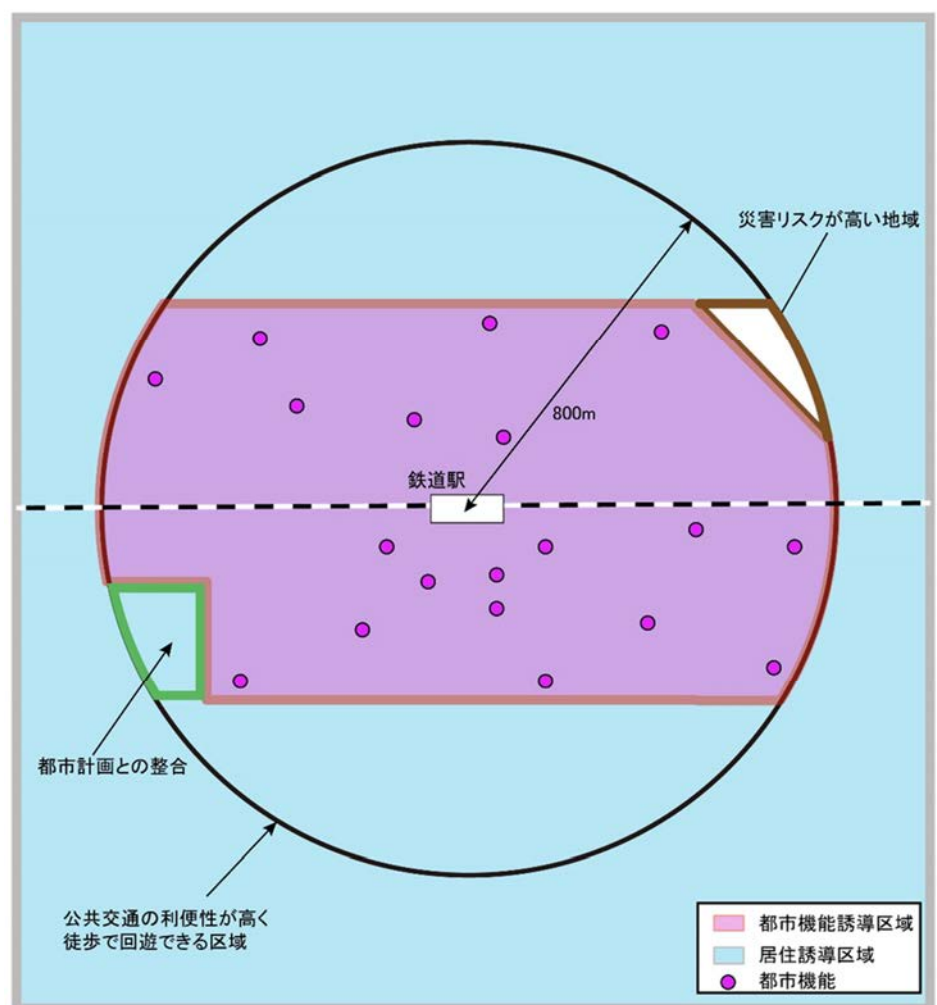 災害リスクが高い地域
800m
鉄道駅
都市計画との整合
公共交通の利便性が高く
徒歩で回遊できる区域
都市機能誘導区域
居住誘導区域
都市機能